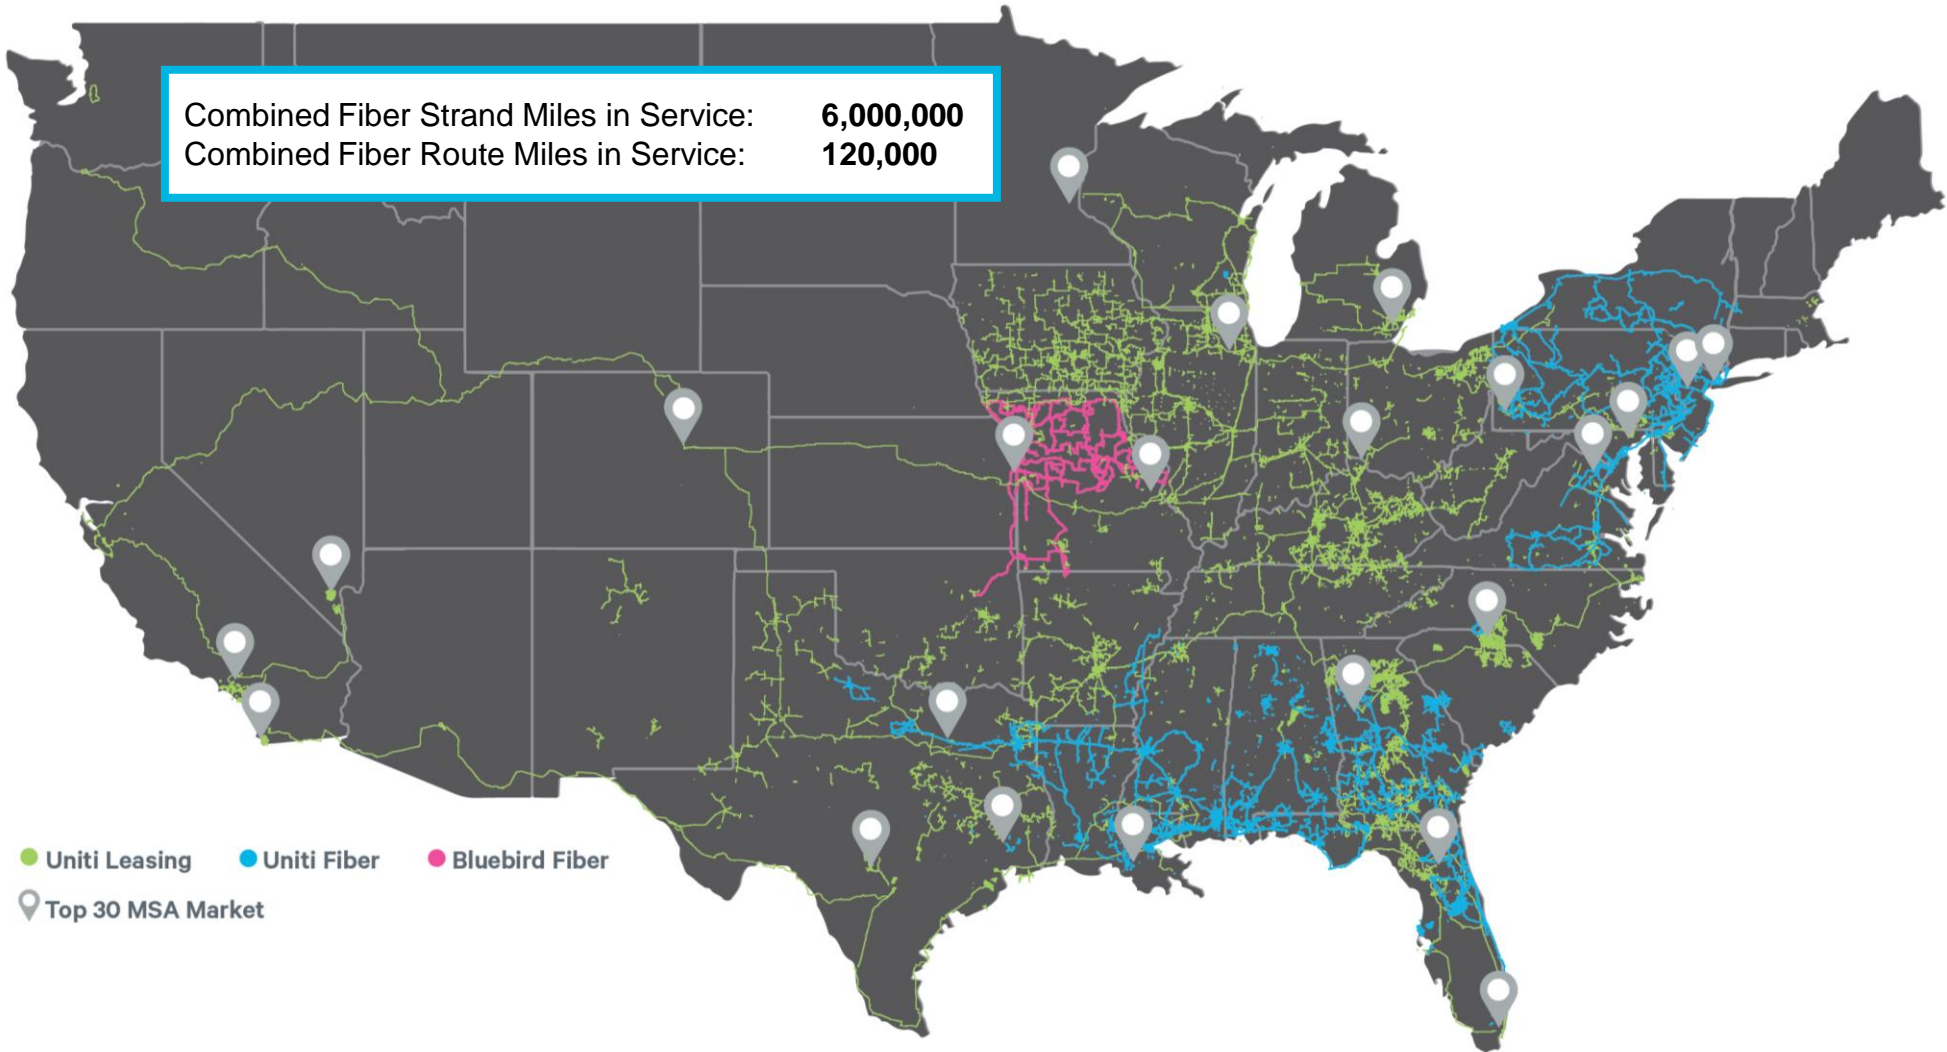 Combined Fiber Strand Miles in Service: 6,000,000
Combined Fiber Route Miles in Service: 120,000
Uniti Leasing Uniti Fiber Bluebird Fiber
Top 30 MSA Market